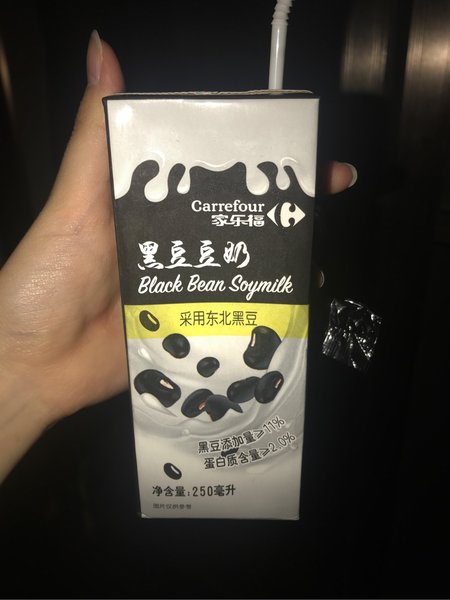 Carrefour
家乐福
黑豆豆奶
Black Bean Soymilk
采用东北黑豆
黑豆添加量≥11%
蛋白质含量≥2.0%
净含量:250毫升
图片仅供参考